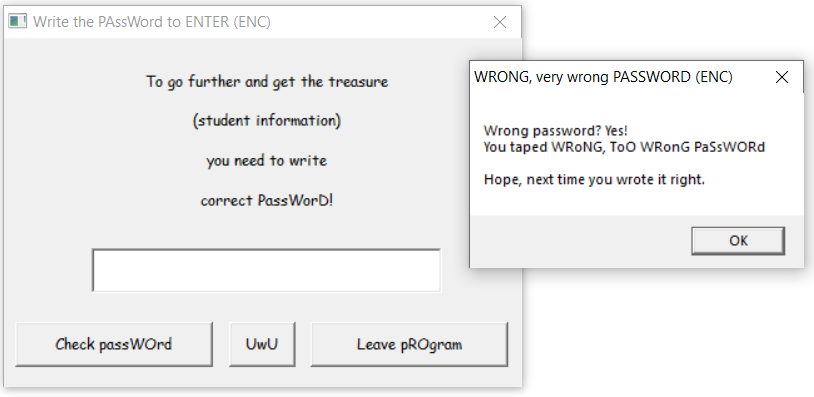 Write the PAssWord to ENTER (ENC)
To go further and get the treasure
(student information)
you need to write
correct PassWorD!
Check passWOrd
UwU
Leave pROgram
WRONG, very wrong PASSWORD (ENC)
Wrong password? Yes!
You taped WRoNG, ToO WRonG PaSsWORd
Hope, next time you wrote it right.
OK